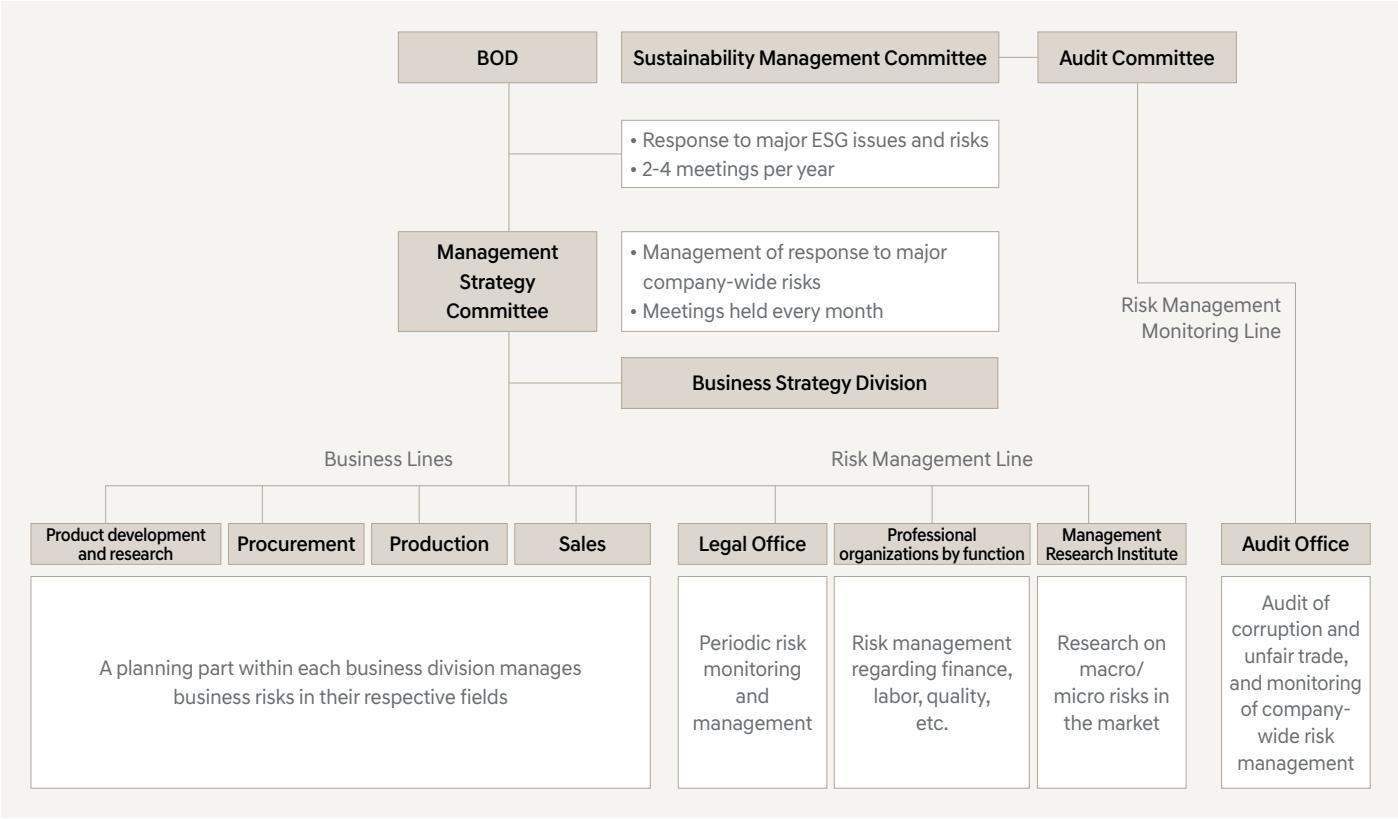 BOD
Sustainability Management Committee
Audit Committee
• Response to major ESG issues and risks
• 2-4 meetings per year
Management
Strategy
Committee
• Management of response to major
company-wide risks
• Meetings held every month
Risk Management
Monitoring Line
Business Strategy Division
Business Lines
Risk Management Line
Product development
and research
Procurement
Production
Sales
Legal Office
Professional
organizations by function
Management
Research Institute
Audit Office
A planning part within each business division manages
business risks in their respective fields
Periodic risk
monitoring
and
management
Risk management
regarding finance,
labor, quality,
etc.
Research on
macro/
micro risks in
the market
Audit of
corruption and
unfair trade,
and monitoring
of company-
wide risk
management